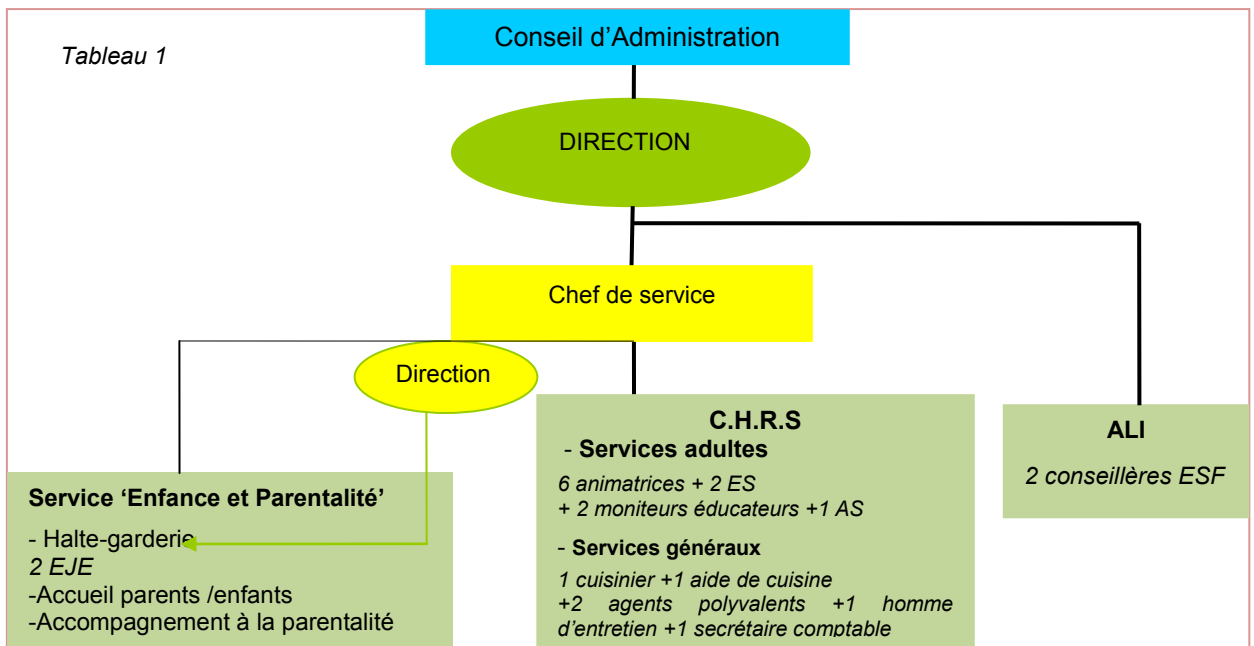 Tableau 1
Conseil d'Administration
DIRECTION
Chef de service
Direction
Service 'Enfance et Parentalité'
- Halte-garderie
2 EJE
-Accueil parents /enfants
-Accompagnement à la parentalité
C.H.R.S
- Services adultes
6 animatrices + 2 ES
+ 2 moniteurs éducateurs +1 AS
- Services généraux
1 cuisinier +1 aide de cuisine
+2 agents polyvalents +1 homme
d'entretien +1 secrétaire comptable
ALI
2 conseillères ESF